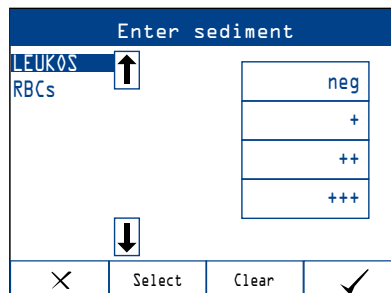 Enter sediment
LEUKOS
RBCs
neg
+
++
+++
Select
Clear